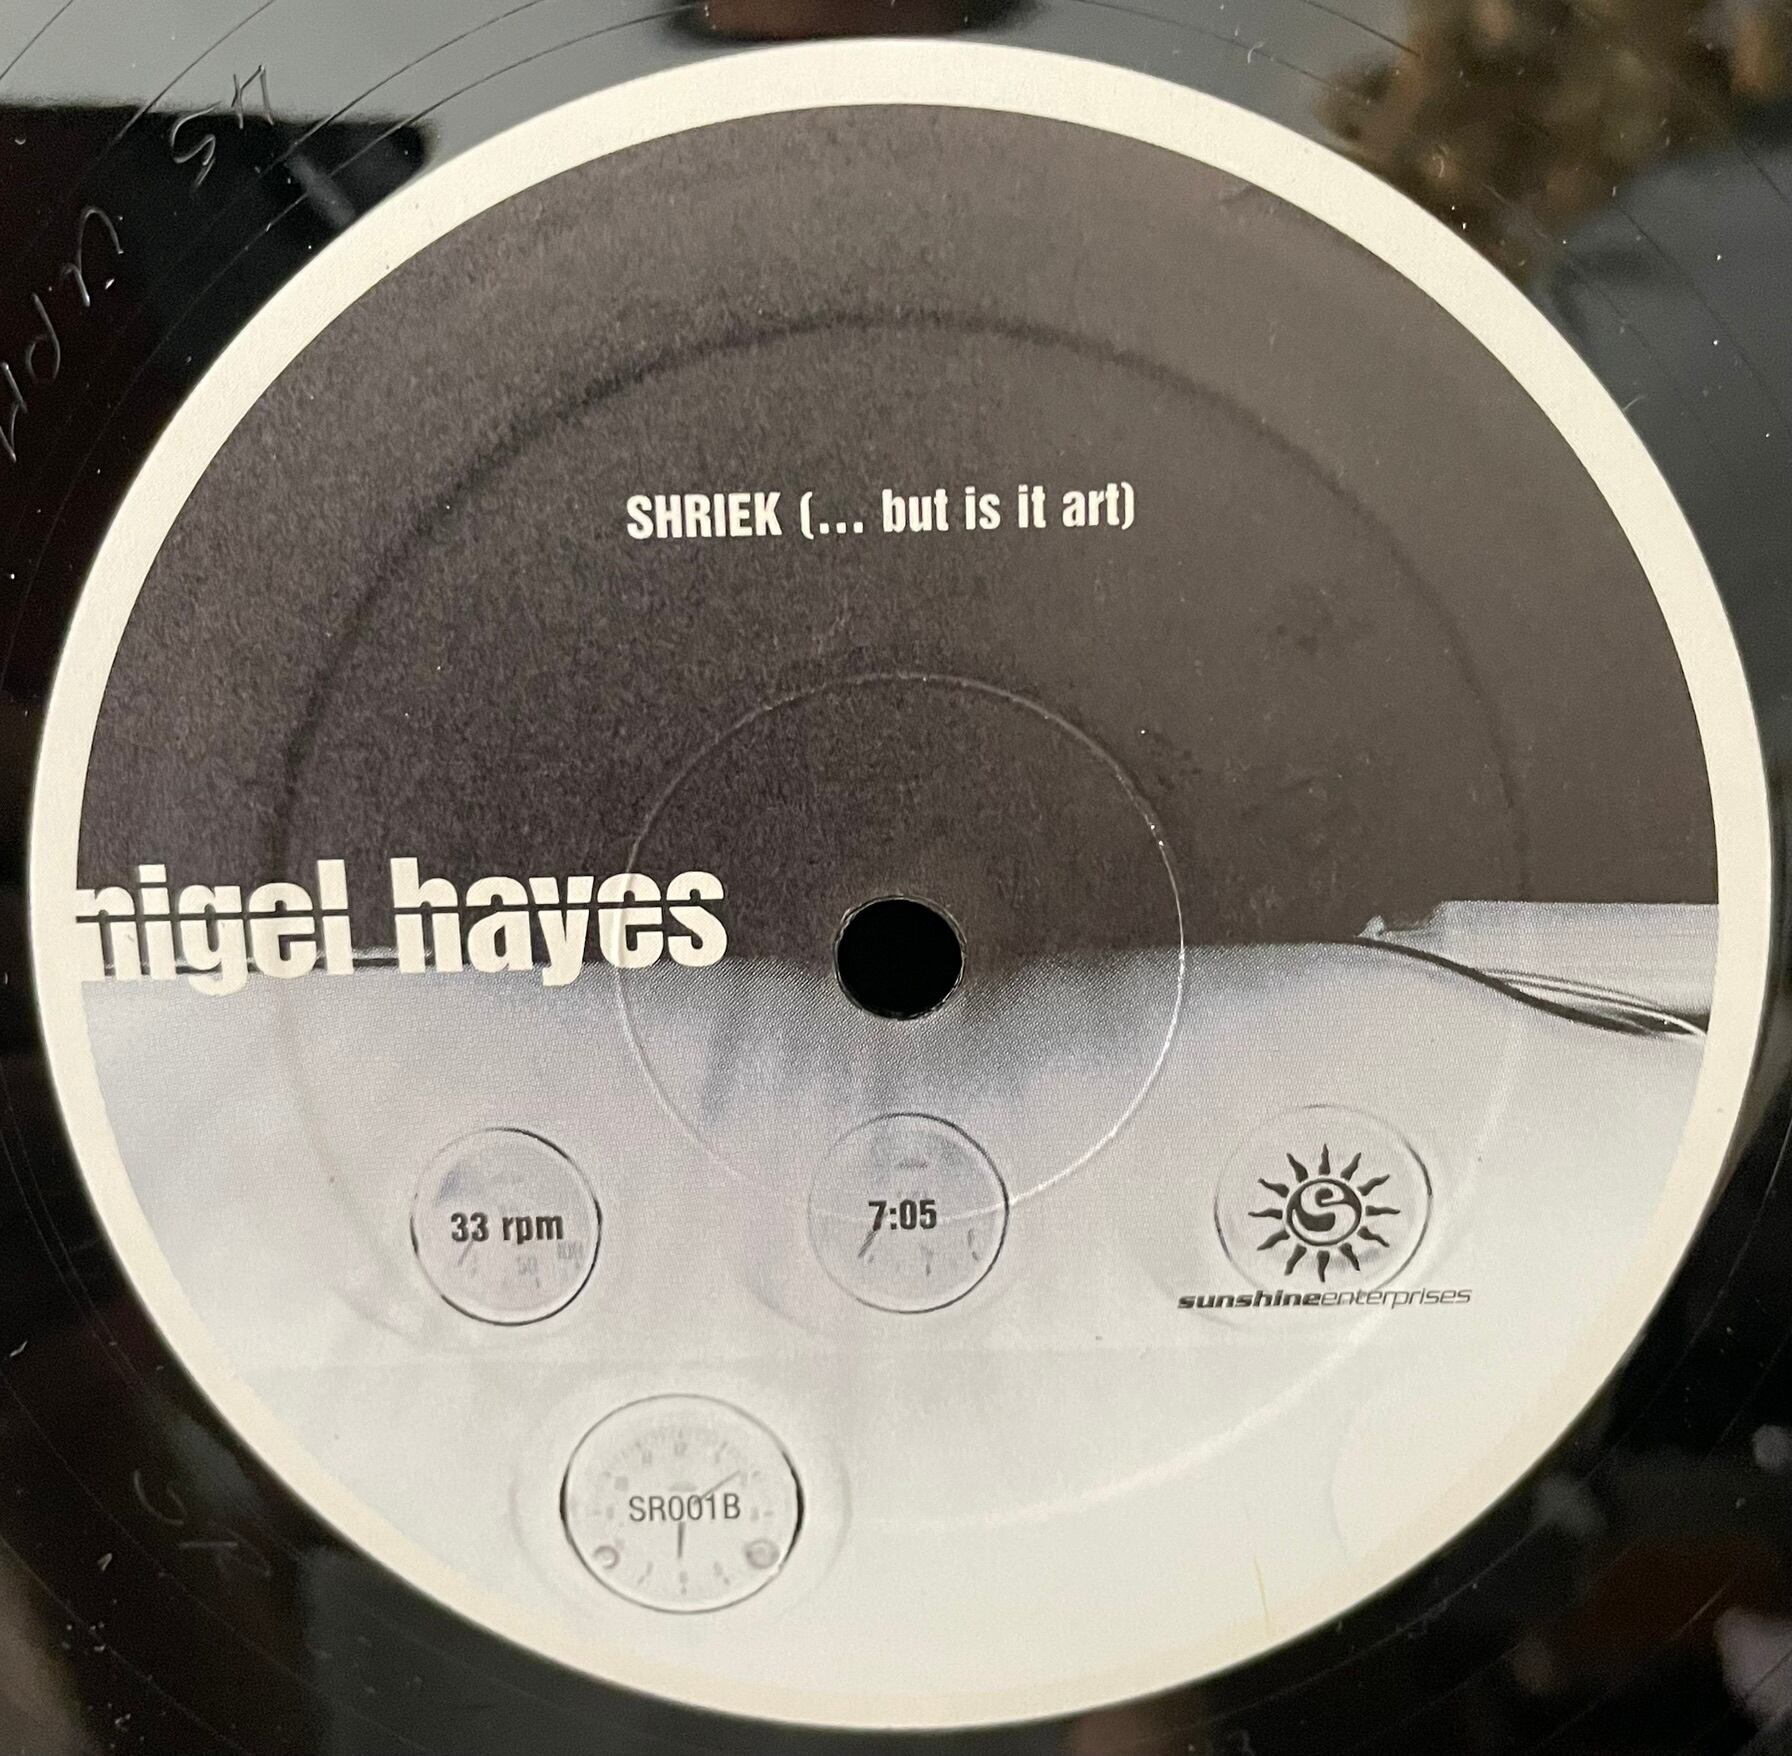 SHRIEK (... but is it art)
nigel hayes
33 rpm
7:05
sunshineenterprises
SR001B